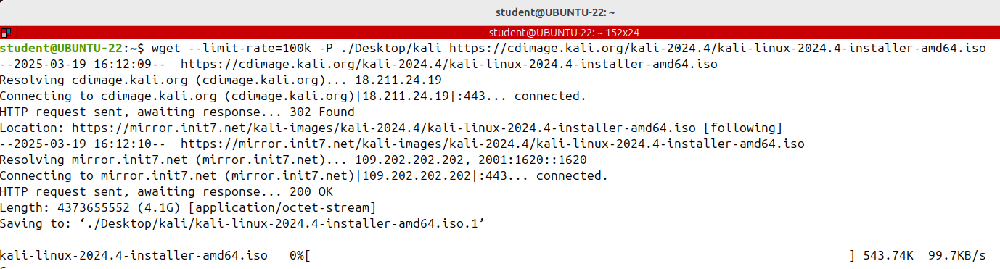 student@UBUNTU-22: ~
student@UBUNTU-22: ~ 152x24
student@UBUNTU-22:~$ wget --limit-rate=100k -P ./Desktop/kali https://cdimage.kali.org/kali-2024.4/kali-linux-2024.4-installer-amd64.iso
--2025-03-19 16:12:09--  https://cdimage.kali.org/kali-2024.4/kali-linux-2024.4-installer-amd64.iso
Resolving cdimage.kali.org (cdimage.kali.org)... 18.211.24.19
Connecting to cdimage.kali.org (cdimage.kali.org)|18.211.24.19|:443... connected.
HTTP request sent, awaiting response... 302 Found
Location: https://mirror.init7.net/kali-images/kali-2024.4/kali-linux-2024.4-installer-amd64.iso [following]
--2025-03-19 16:12:10--  https://mirror.init7.net/kali-images/kali-2024.4/kali-linux-2024.4-installer-amd64.iso
Resolving mirror.init7.net (mirror.init7.net)... 109.202.202.202, 2001:1620::1620
Connecting to mirror.init7.net (mirror.init7.net)|109.202.202.202|:443... connected.
HTTP request sent, awaiting response... 200 OK
Length: 4373655552 (4.1G) [application/octet-stream]
Saving to: ‘./Desktop/kali/kali-linux-2024.4-installer-amd64.iso.1’
kali-linux-2024.4-installer-amd64.iso   0%[                    ] 543.74K  99.7KB/s